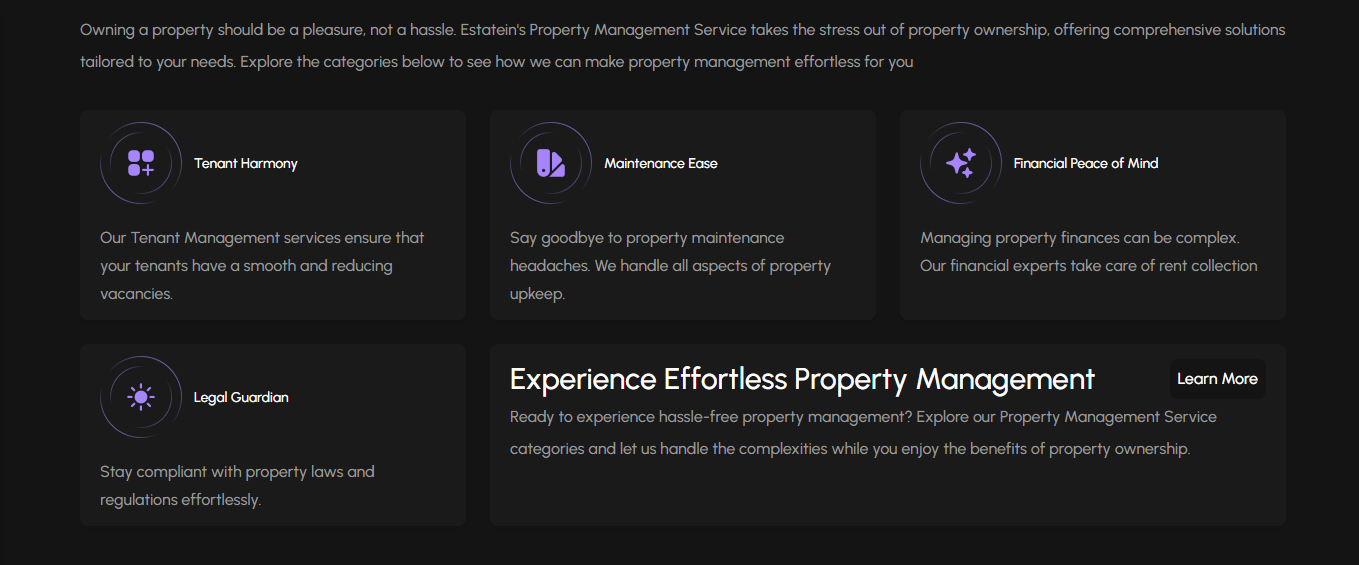 Owning a property should be a pleasure, not a hassle. Estatein's Property Management Service takes the stress out of property ownership, offering comprehensive solutions
tailored to your needs. Explore the categories below to see how we can make property management effortless for you
Tenant Harmony
Our Tenant Management services ensure that
your tenants have a smooth and reducing
vacancies.
Maintenance Ease
Say goodbye to property maintenance
headaches. We handle all aspects of property
upkeep.
Financial Peace of Mind
Managing property finances can be complex.
Our financial experts take care of rent collection
Legal Guardian
Stay compliant with property laws and
regulations effortlessly.
Experience Effortless Property Management
Learn More
Ready to experience hassle-free property management? Explore our Property Management Service
categories and let us handle the complexities while you enjoy the benefits of property ownership.